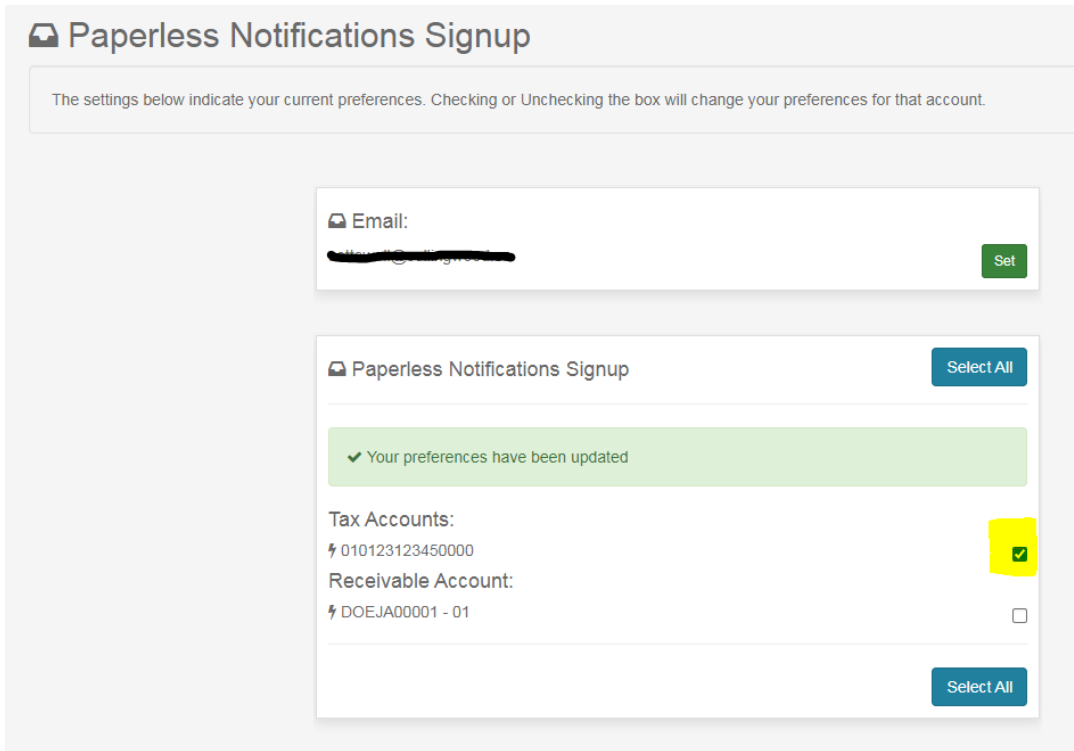 Paperless Notifications Signup
The settings below indicate your current preferences. Checking or Unchecking the box will change your preferences for that account.
Email:
Set
Paperless Notifications Signup
Select All
Your preferences have been updated
Tax Accounts:
010123123450000
Receivable Account:
DOEJA00001 - 01
Select All